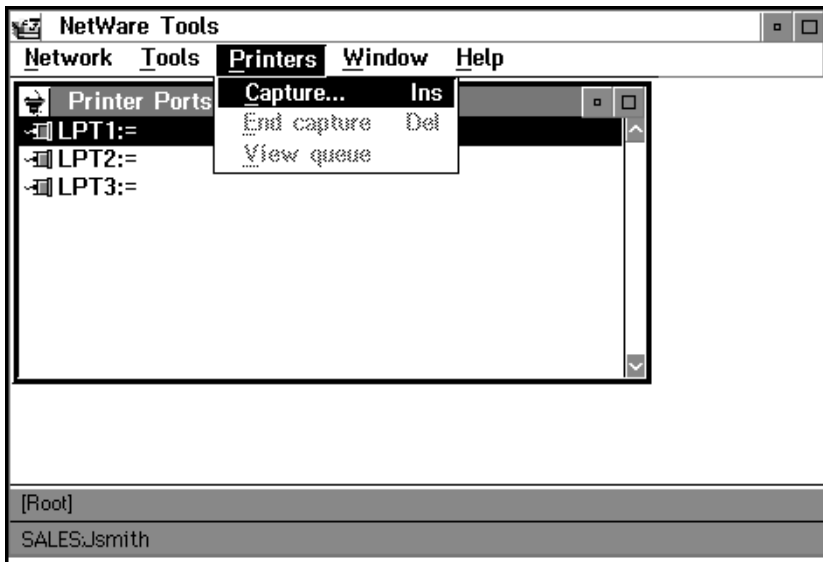 NetWare Tools
Network Tools Printers Window Help
Printer Ports
Capture... Ins
End capture Del
View queue
LPT1:=
LPT2:=
LPT3:=
[Root]
SALES:Jsmith